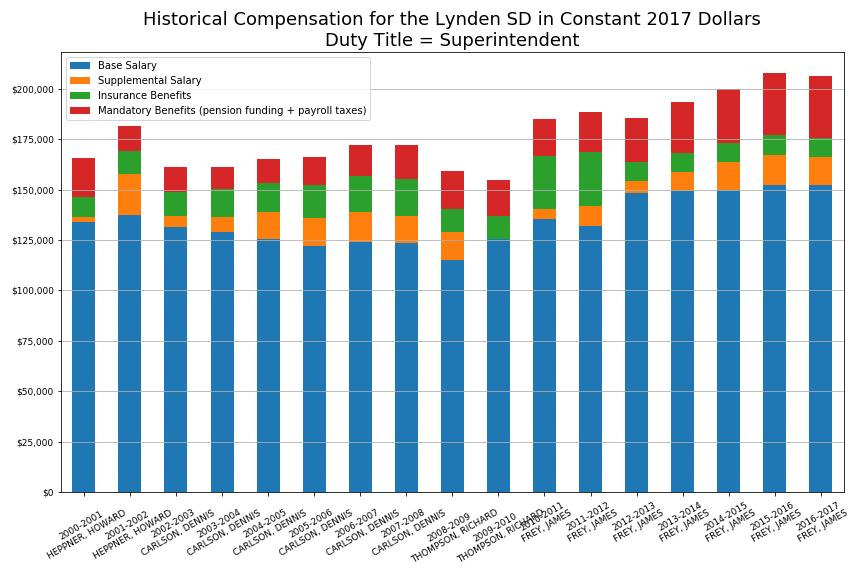 Historical Compensation for the Lynden SD in Constant 2017 Dollars
Duty Title = Superintendent
Base Salary
Supplemental Salary
Insurance Benefits
Mandatory Benefits (pension funding + payroll taxes)
$200,000
$175,000
$150,000
$125,000
$100,000
$75,000
$50,000
$25,000
$0
2000-2001
HEPPNER, HOWARD
2001-2002
HEPPNER, HOWARD
2002-2003
CARLSON, DENNIS
2003-2004
CARLSON, DENNIS
2004-2005
CARLSON, DENNIS
2005-2006
CARLSON, DENNIS
2006-2007
CARLSON, DENNIS
2007-2008
CARLSON, DENNIS
2008-2009
THOMPSON, RICHARD
2009-2010
THOMPSON, RICHARD
2010-2011
FREY, JAMES
2011-2012
FREY, JAMES
2012-2013
FREY, JAMES
2013-2014
FREY, JAMES
2014-2015
FREY, JAMES
2015-2016
FREY, JAMES
2016-2017
FREY, JAMES